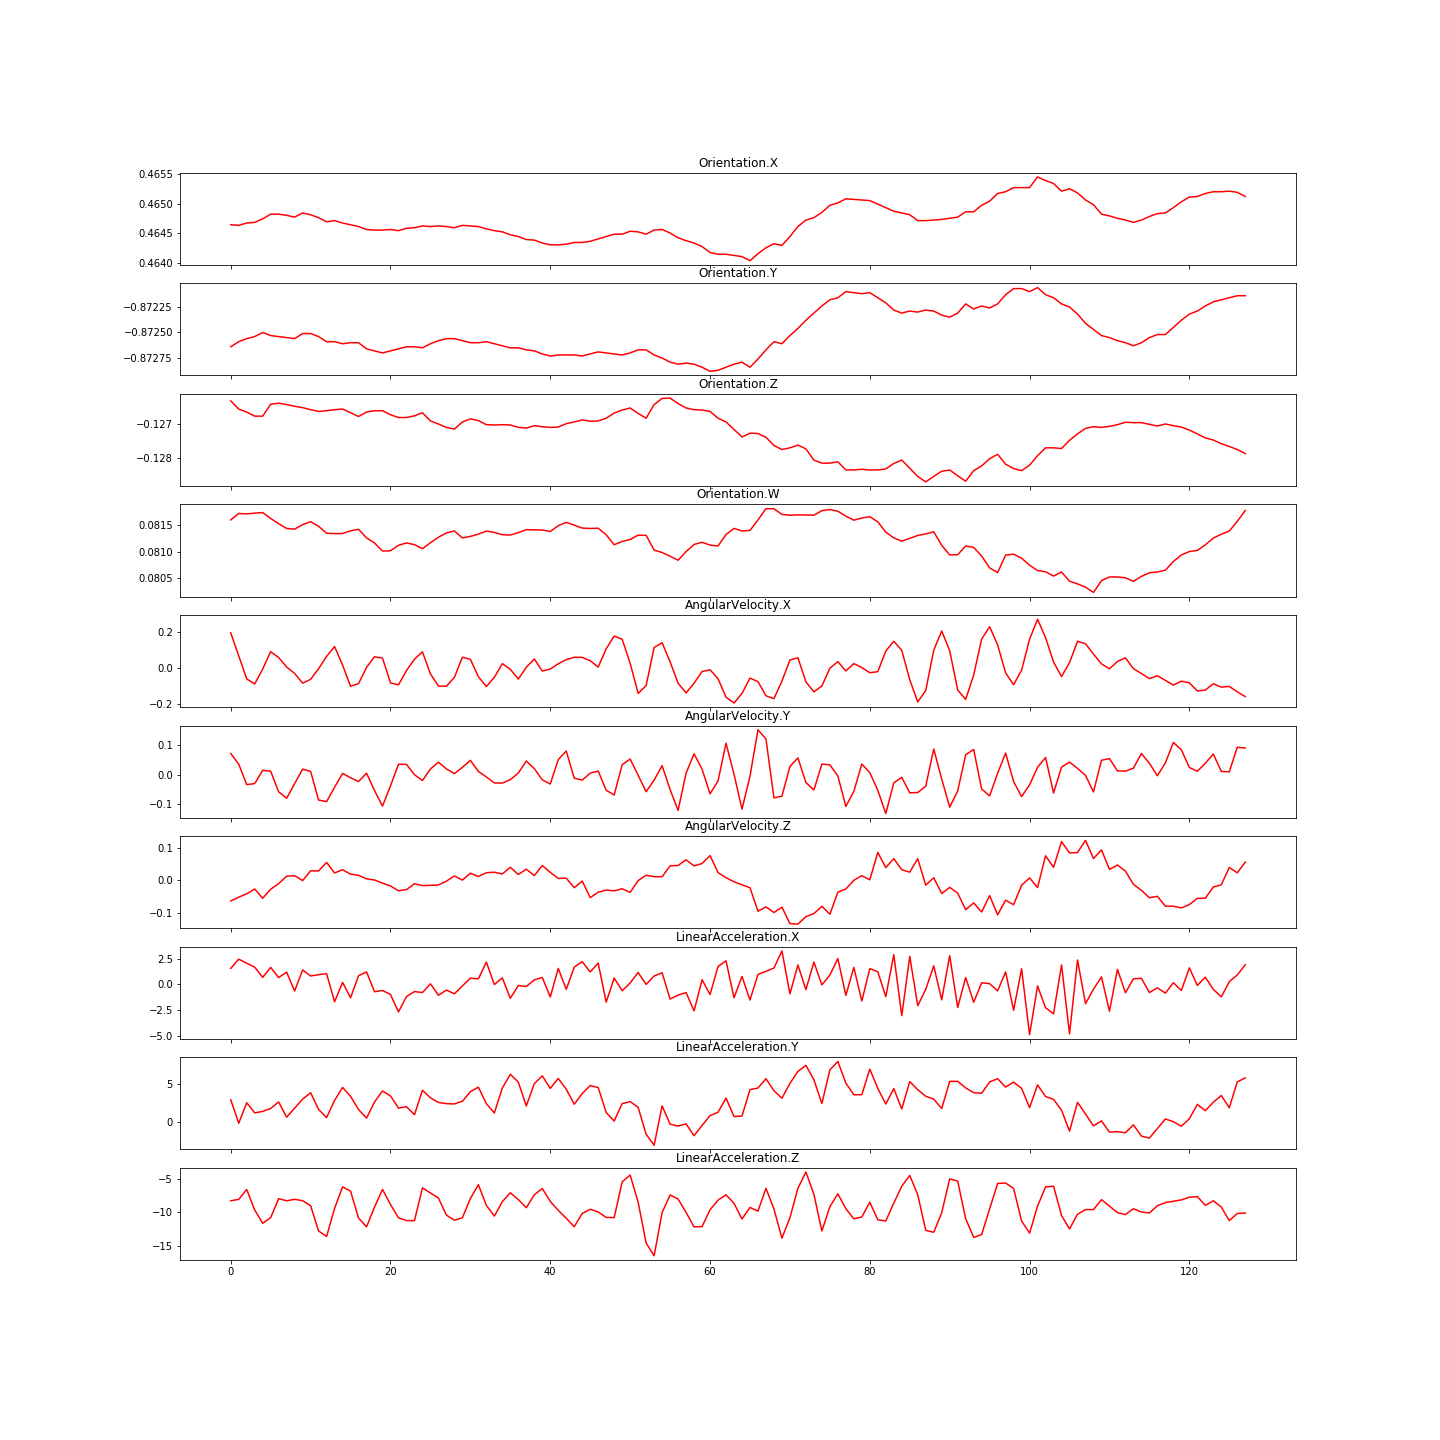 Orientation.X
0.4655
0.4650
0.4645
0.4640
Orientation.Y
−0.87225
−0.87250
−0.87275
Orientation.Z
−0.127
−0.128
Orientation.W
0.0815
0.0810
0.0805
AngularVelocity.X
0.2
0.0
−0.2
AngularVelocity.Y
0.1
0.0
−0.1
AngularVelocity.Z
0.1
0.0
−0.1
LinearAcceleration.X
2.5
0.0
−2.5
−5.0
LinearAcceleration.Y
5
0
LinearAcceleration.Z
−5
−10
−15
0 20 40 60 80 100 120